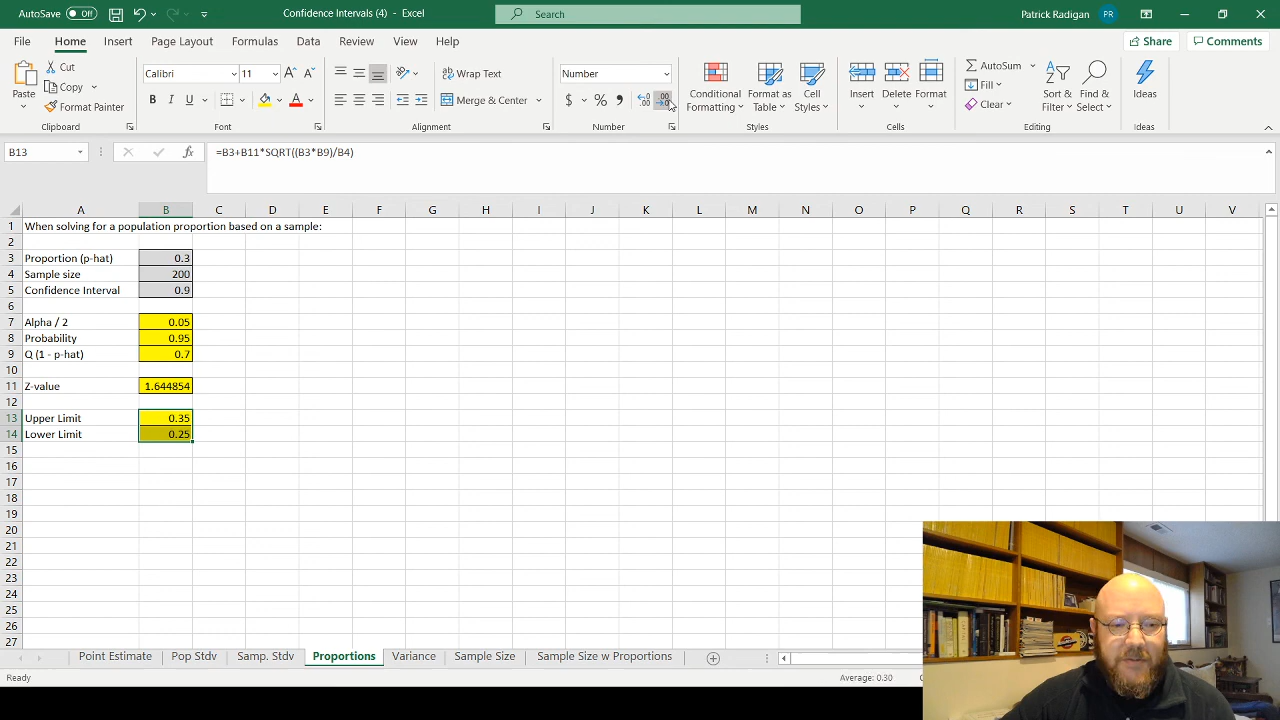 AutoSave Off Confidence Intervals (4) - Excel Search Patrick Radigan PR
File Home Insert Page Layout Formulas Data Review View Help Share Comments
Paste Cut Copy Format Painter
Calibri 11 A A B I U A
ab Wrap Text Merge & Center
Number $ % 9
Conditional Formatting Format as Table Cell Styles
Insert Delete Format
AutoSum Fill Clear Sort & Filter Find & Select Ideas
Clipboard Font Alignment Number Styles Cells Editing Ideas
B13 fx =B3+B11*SQRT((B3*B9)/B4)
A B C D E F G H I J K L M N O P Q R S T U V
1 When solving for a population proportion based on a sample:
2
3 Proportion (p-hat) 0.3
4 Sample size 200
5 Confidence Interval 0.9
6
7 Alpha / 2 0.05
8 Probability 0.95
9 Q (1 - p-hat) 0.7
10
11 Z-value 1.644854
12
13 Upper Limit 0.35
14 Lower Limit 0.25
15
16
17
18
19
20
21
22
23
24
25
26
27
Point Estimate Pop Stdv Samp. Stdv Proportions Variance Sample Size Sample Size w Proportions
Ready Average: 0.30